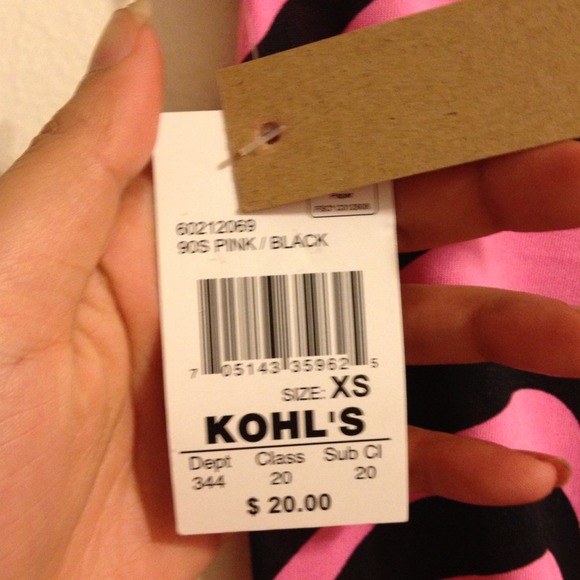 60212069
90S PINK / BLACK
7 05143 35962 5
SIZE: XS
KOHL'S
Dept Class Sub Cl
344 20 20
$ 20.00